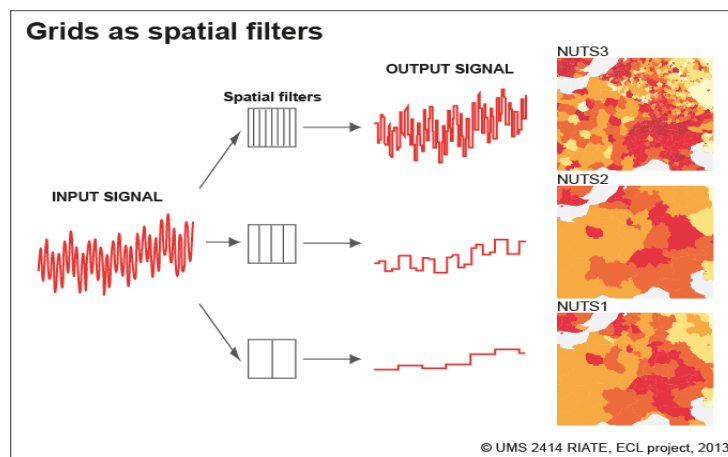 Grids as spatial filters
NUTS3
OUTPUT SIGNAL
Spatial filters
INPUT SIGNAL
NUTS2
NUTS1
© UMS 2414 RIATE, ECL project, 2013